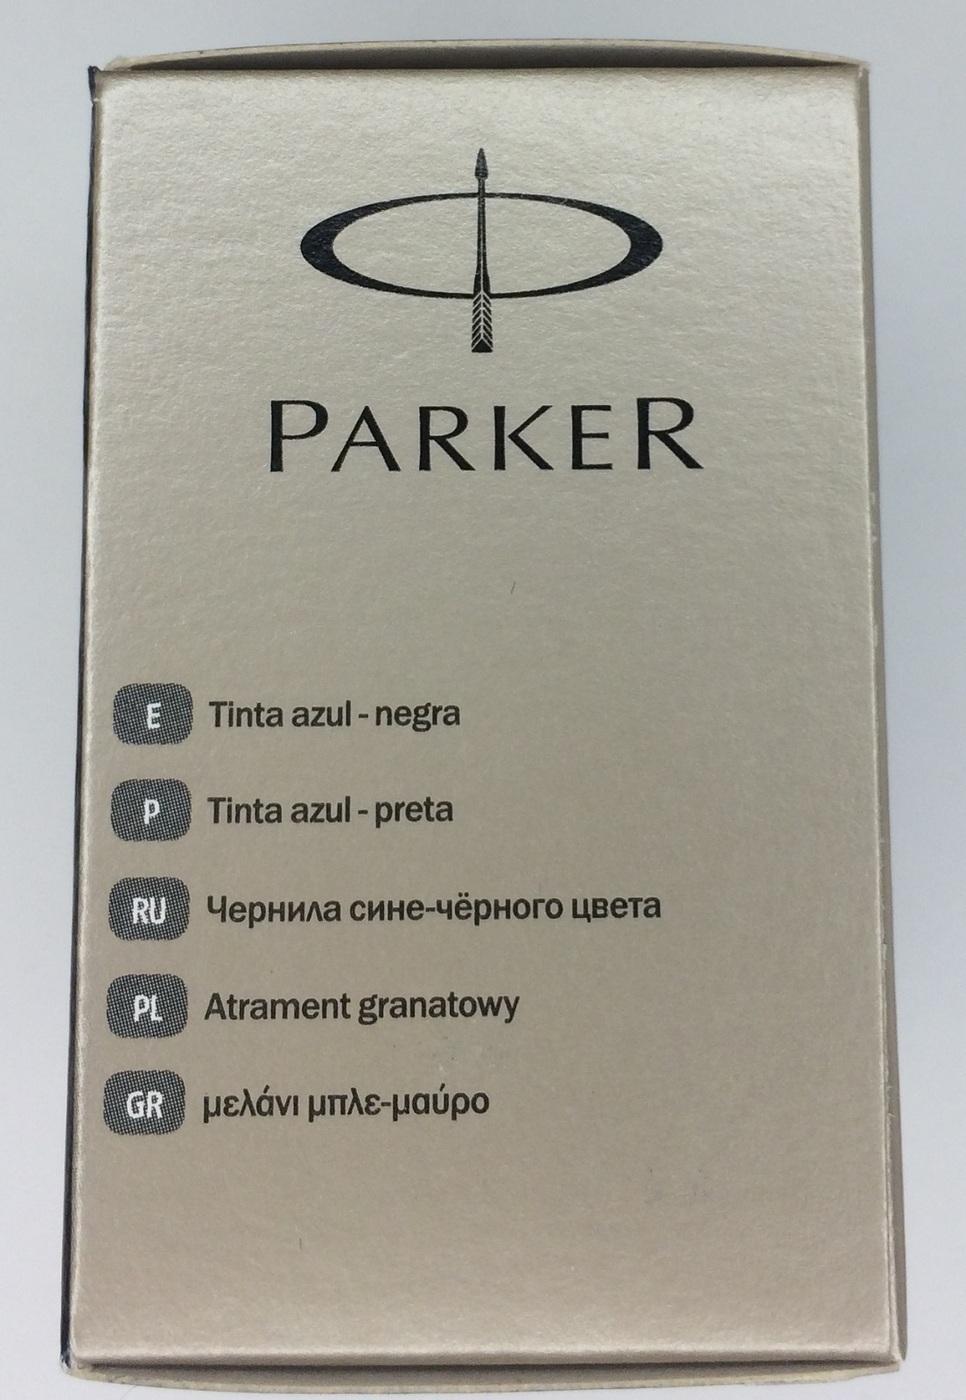 PARKER
E Tinta azul - negra
P Tinta azul - preta
RU Чернила сине-чёрного цвета
PL Atrament granatowy
GR μελάνι μπλε-μαύρο